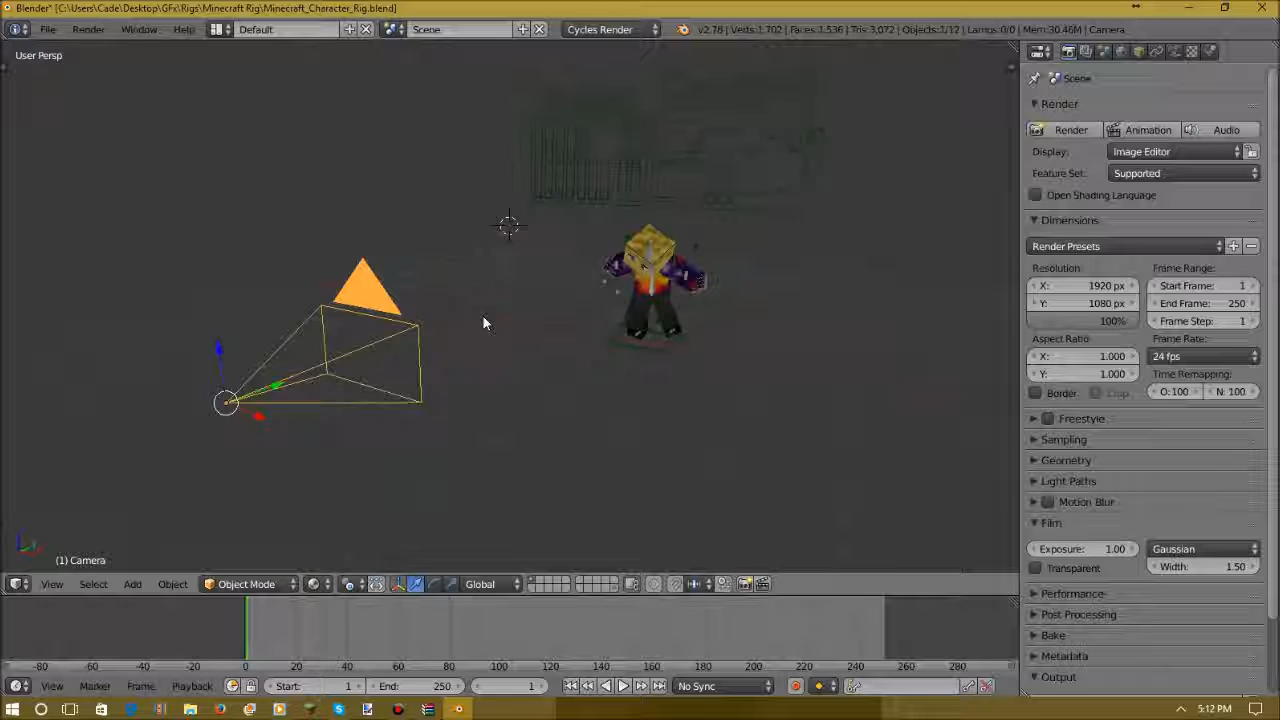 Blender* [C:\Users\Cade\Desktop\GFx\Rigs\Minecraft Rig\Minecraft_Character_Rig.blend]
File Render Window Help Default Scene Cycles Render v2.78 | Verts:1,702 | Faces:1,536 | Tris:3,072 | Objects:1/12 | Lamps:0/0 | Mem:30.46M | Camera
User Persp
Scene
Render
Render Animation Audio
Display: Image Editor
Feature Set: Supported
Open Shading Language
Dimensions
Render Presets
Resolution: Frame Range:
X: 1920 px Start Frame: 1
Y: 1080 px End Frame: 250
100% Frame Step: 1
Aspect Ratio: Frame Rate:
X: 1.000 24 fps
Y: 1.000 Time Remapping:
Border Crop O:100 N: 100
Freestyle
Sampling
Geometry
Light Paths
Motion Blur
Film
Exposure: 1.00 Gaussian
Transparent Width: 1.50
Performance
Post Processing
Bake
Metadata
Output
(1) Camera
View Select Add Object Object Mode Global
-80 -60 -40 -20 0 20 40 60 80 100 120 140 160 180 200 220 240 260 280
View Marker Frame Playback Start: 1 End: 250 1 No Sync
5:12 PM